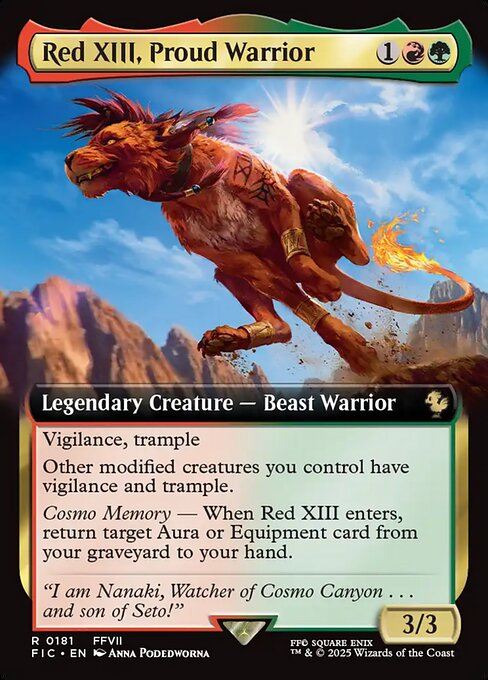 Red XIII, Proud Warrior 1
Legendary Creature — Beast Warrior
Vigilance, trample
Other modified creatures you control have
vigilance and trample.
Cosmo Memory — When Red XIII enters,
return target Aura or Equipment card from
your graveyard to your hand.
“I am Nanaki, Watcher of Cosmo Canyon . . .
and son of Seto!”
3/3
R 0181 FFVII
FIC • EN Anna Podedworna
FF© SQUARE ENIX
™ & © 2025 Wizards of the Coast